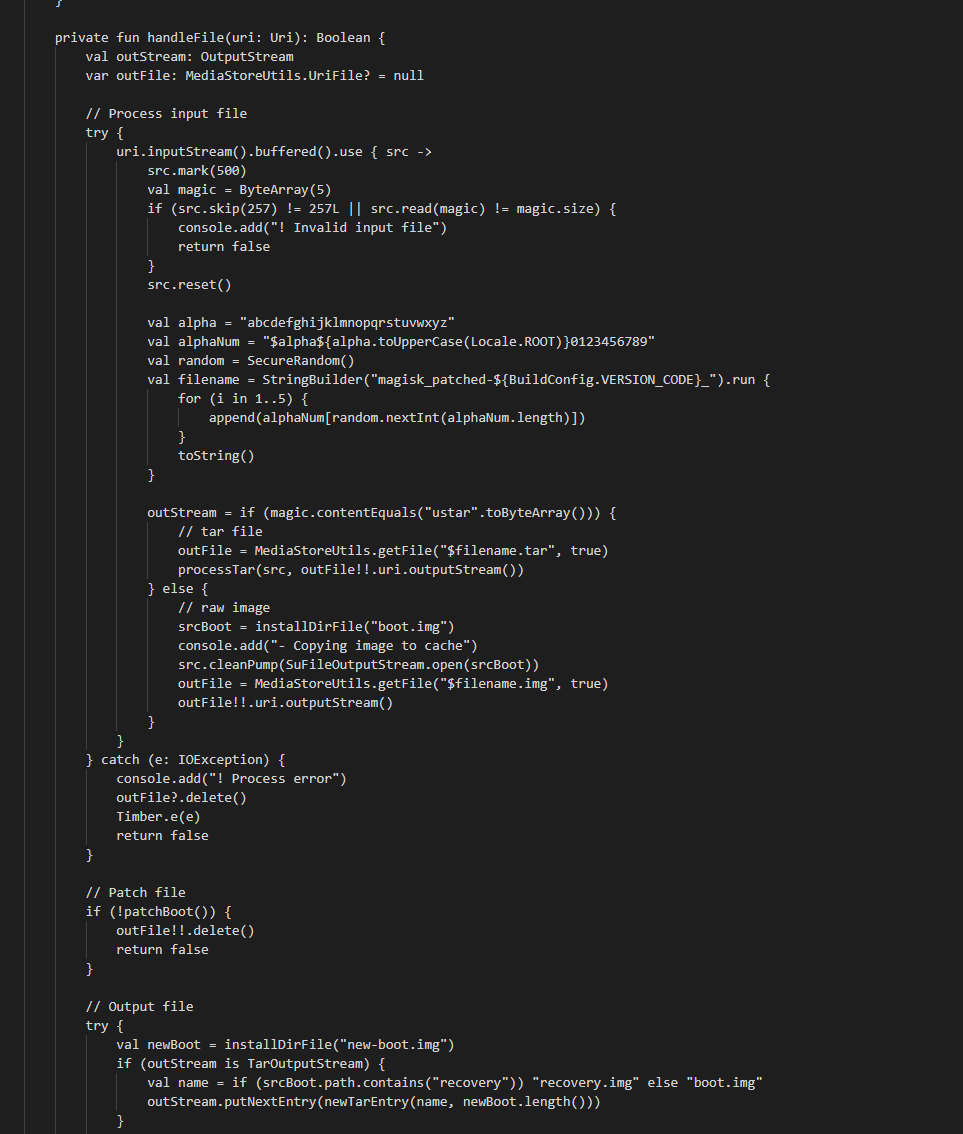 }
private fun handleFile(uri: Uri): Boolean {
val outStream: OutputStream
var outFile: MediaStoreUtils.UriFile? = null
// Process input file
try {
uri.inputStream().buffered().use { src ->
src.mark(500)
val magic = ByteArray(5)
if (src.skip(257) != 257L || src.read(magic) != magic.size) {
console.add("! Invalid input file")
return false
}
src.reset()
val alpha = "abcdefghijklmnopqrstuvwxyz"
val alphaNum = "$alpha${alpha.toUpperCase(Locale.ROOT)}0123456789"
val random = SecureRandom()
val filename = StringBuilder("magisk_patched-${BuildConfig.VERSION_CODE}_").run {
for (i in 1..5) {
append(alphaNum[random.nextInt(alphaNum.length)])
}
toString()
}
outStream = if (magic.contentEquals("ustar".toByteArray())) {
// tar file
outFile = MediaStoreUtils.getFile("$filename.tar", true)
processTar(src, outFile!!.uri.outputStream())
} else {
// raw image
srcBoot = installDirFile("boot.img")
console.add("- Copying image to cache")
src.cleanPump(SuFileOutputStream.open(srcBoot))
outFile = MediaStoreUtils.getFile("$filename.img", true)
outFile!!.uri.outputStream()
}
}
} catch (e: IOException) {
console.add("! Process error")
outFile?.delete()
Timber.e(e)
return false
}
// Patch file
if (!patchBoot()) {
outFile!!.delete()
return false
}
// Output file
try {
val newBoot = installDirFile("new-boot.img")
if (outStream is TarOutputStream) {
val name = if (srcBoot.path.contains("recovery")) "recovery.img" else "boot.img"
outStream.putNextEntry(newTarEntry(name, newBoot.length()))
}